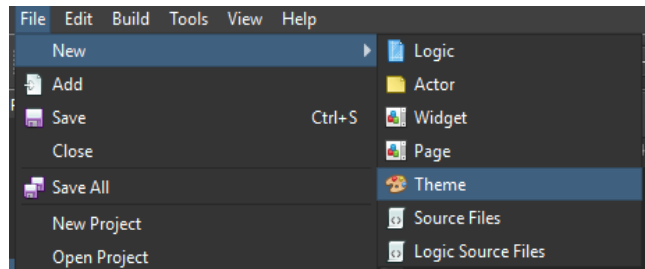 File Edit Build Tools View Help
New
Add
Save Ctrl+S
Close
Save All
New Project
Open Project
Logic
Actor
Widget
Page
Theme
Source Files
Logic Source Files